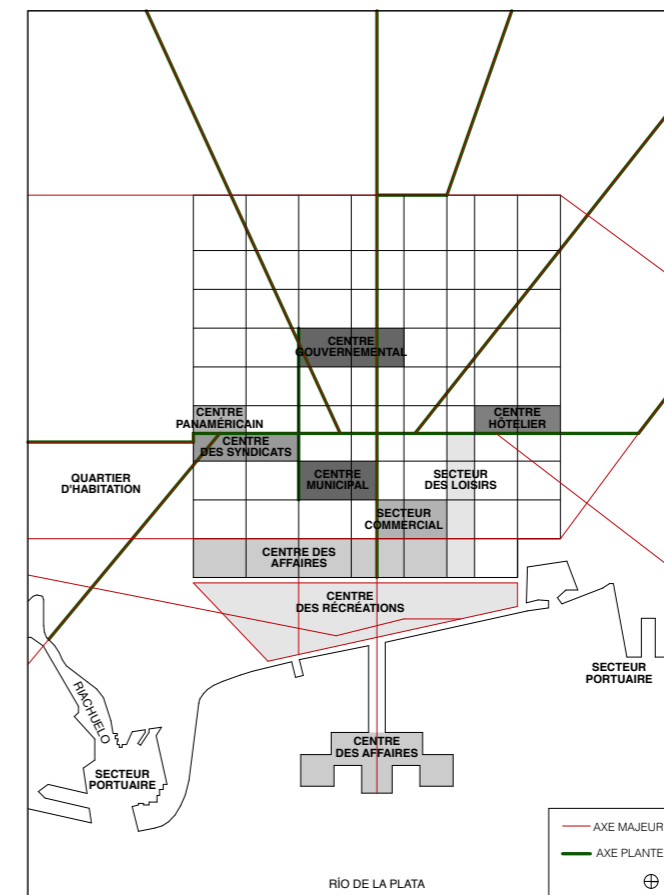 CENTRE
GOUVERNEMENTAL
CENTRE
PANAMÉRICAIN
CENTRE
HÔTELIER
CENTRE
DES SYNDICATS
QUARTIER
D'HABITATION
CENTRE
MUNICIPAL
SECTEUR
DES LOISIRS
SECTEUR
COMMERCIAL
CENTRE DES
AFFAIRES
CENTRE
DES RÉCRÉATIONS
SECTEUR
PORTUAIRE
RIACHUELO
CENTRE
DES AFFAIRES
SECTEUR
PORTUAIRE
AXE MAJEUR
AXE PLANTE
RÍO DE LA PLATA